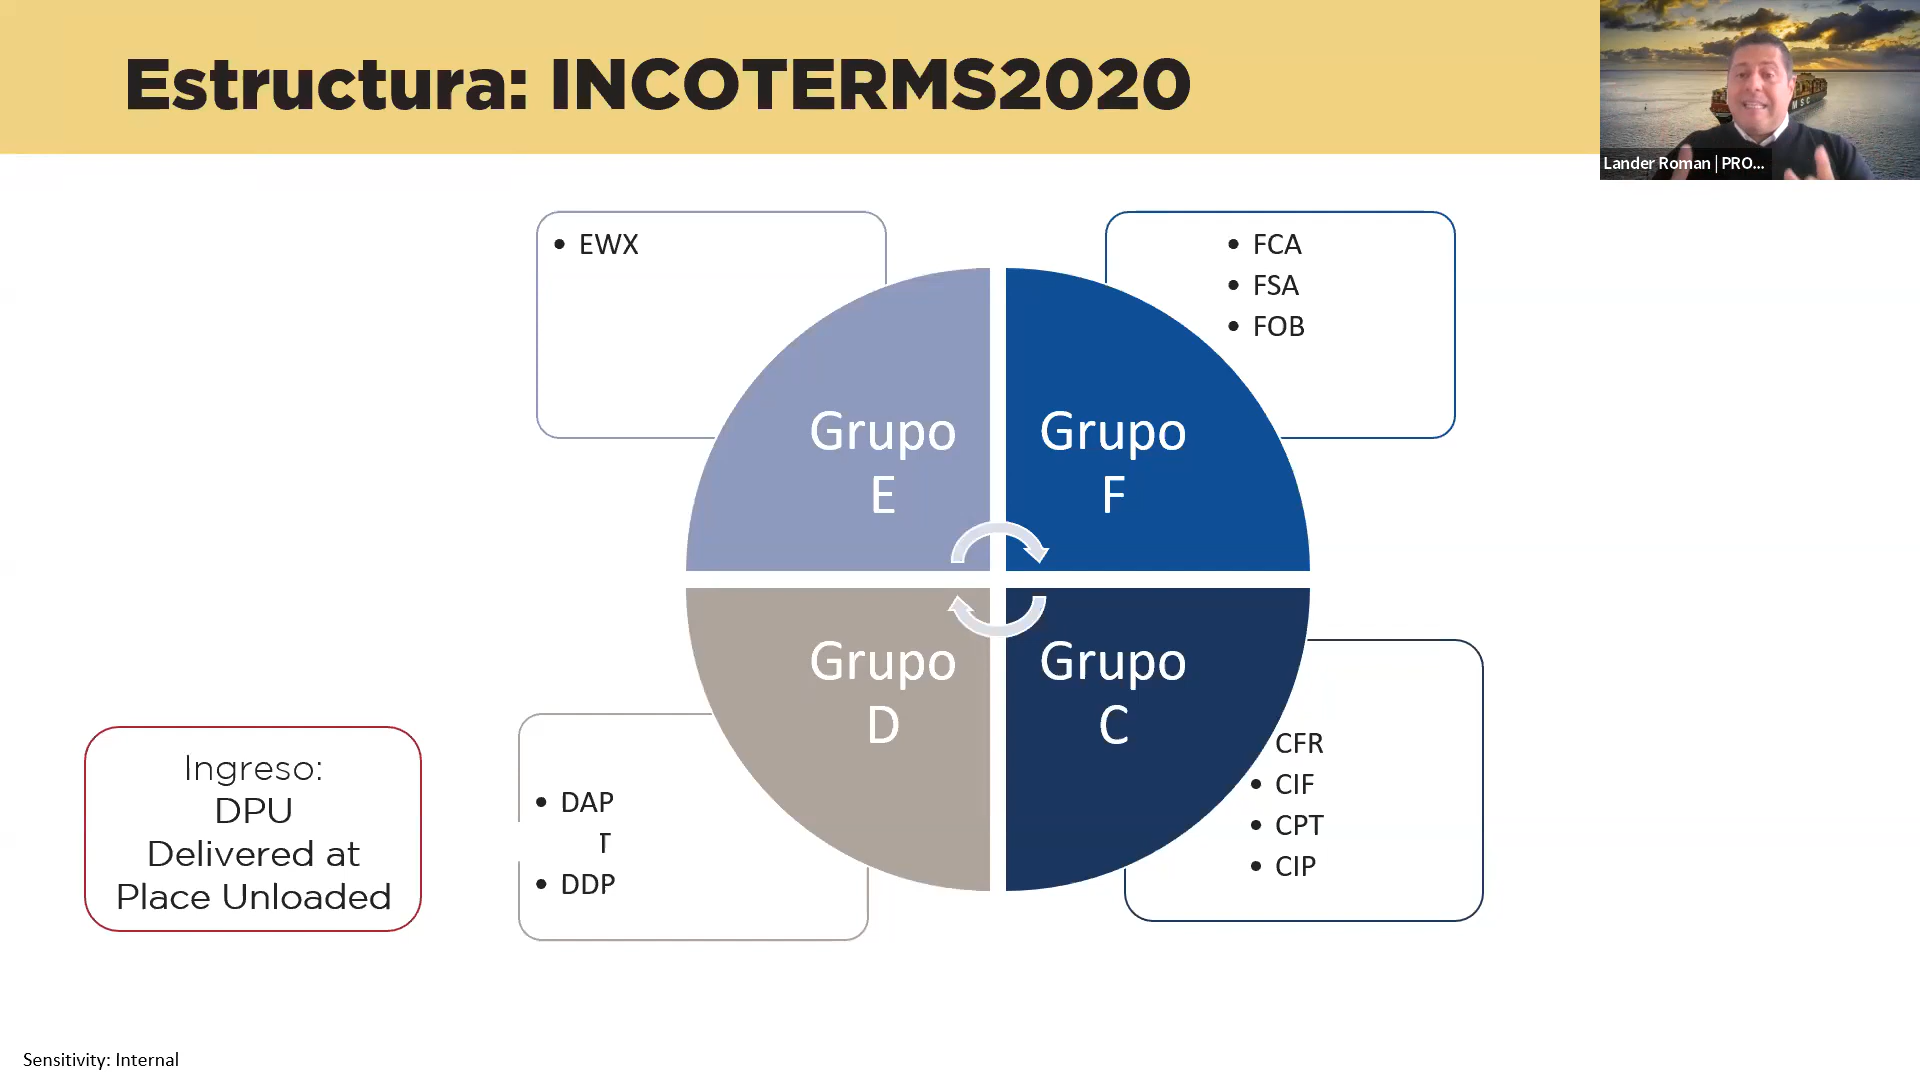 Estructura: INCOTERMS2020
Lander Roman | PRO...
MSC
• EWX
• FCA
• FSA
• FOB
Grupo
E
Grupo
F
Grupo
D
Grupo
C
CFR
• CIF
• CPT
• CIP
• DAP
T
• DDP
Ingreso:
DPU
Delivered at
Place Unloaded
Sensitivity: Internal